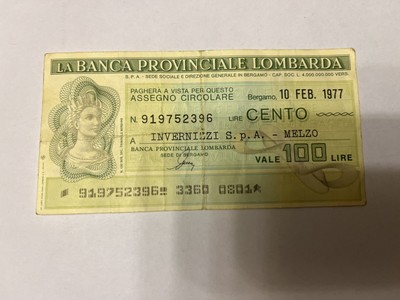 LA BANCA PROVINCIALE LOMBARDA
S.P.A. - SEDE SOCIALE E DIREZIONE GENERALE IN BERGAMO - CAP. SOC. L. 4.000.000.000 VERS.
PAGHERÀ A VISTA PER QUESTO
ASSEGNO CIRCOLARE Bergamo, 10 FEB. 1977
N. 919752396 LIRE CENTO
A INVERNIZZI S.p.A. - MELZO
BANCA PROVINCIALE LOMBARDA
SEDE DI BERGAMO
VALE 100 LIRE
919752396 3360 0801